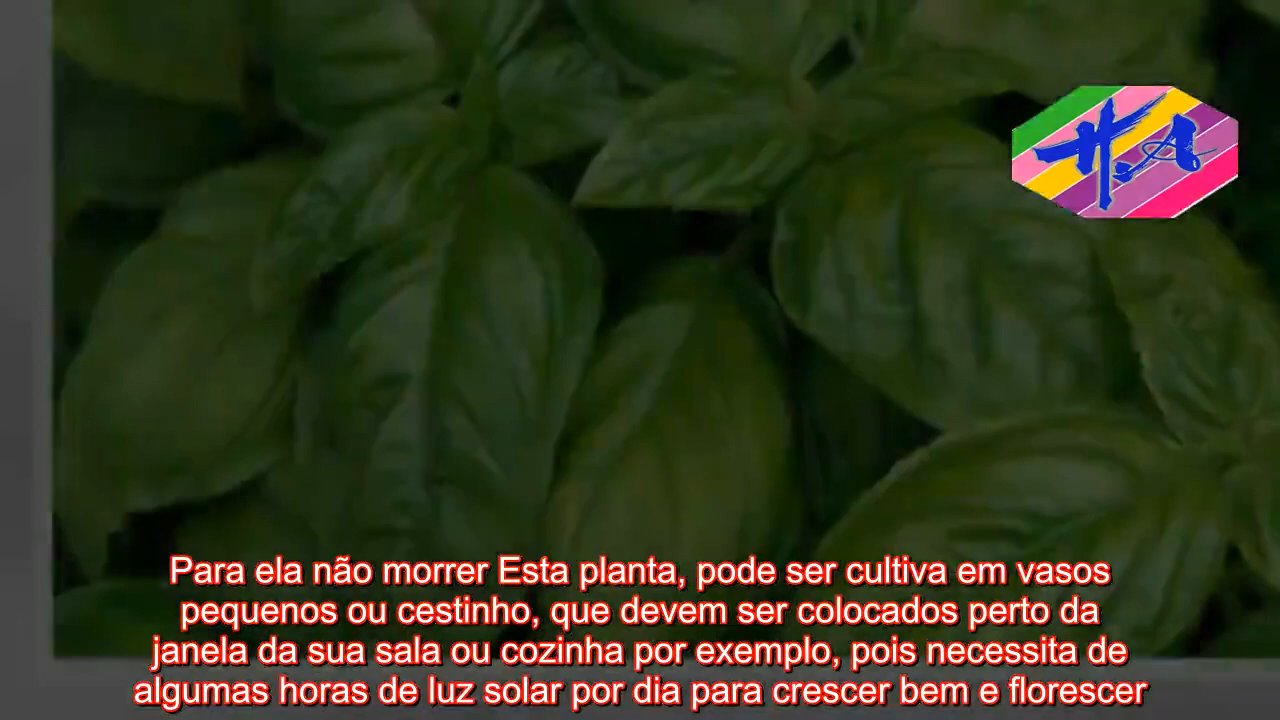 H.A
Para ela não morrer Esta planta, pode ser cultiva em vasos
pequenos ou cestinho, que devem ser colocados perto da
janela da sua sala ou cozinha por exemplo, pois necessita de
algumas horas de luz solar por dia para crescer bem e florescer